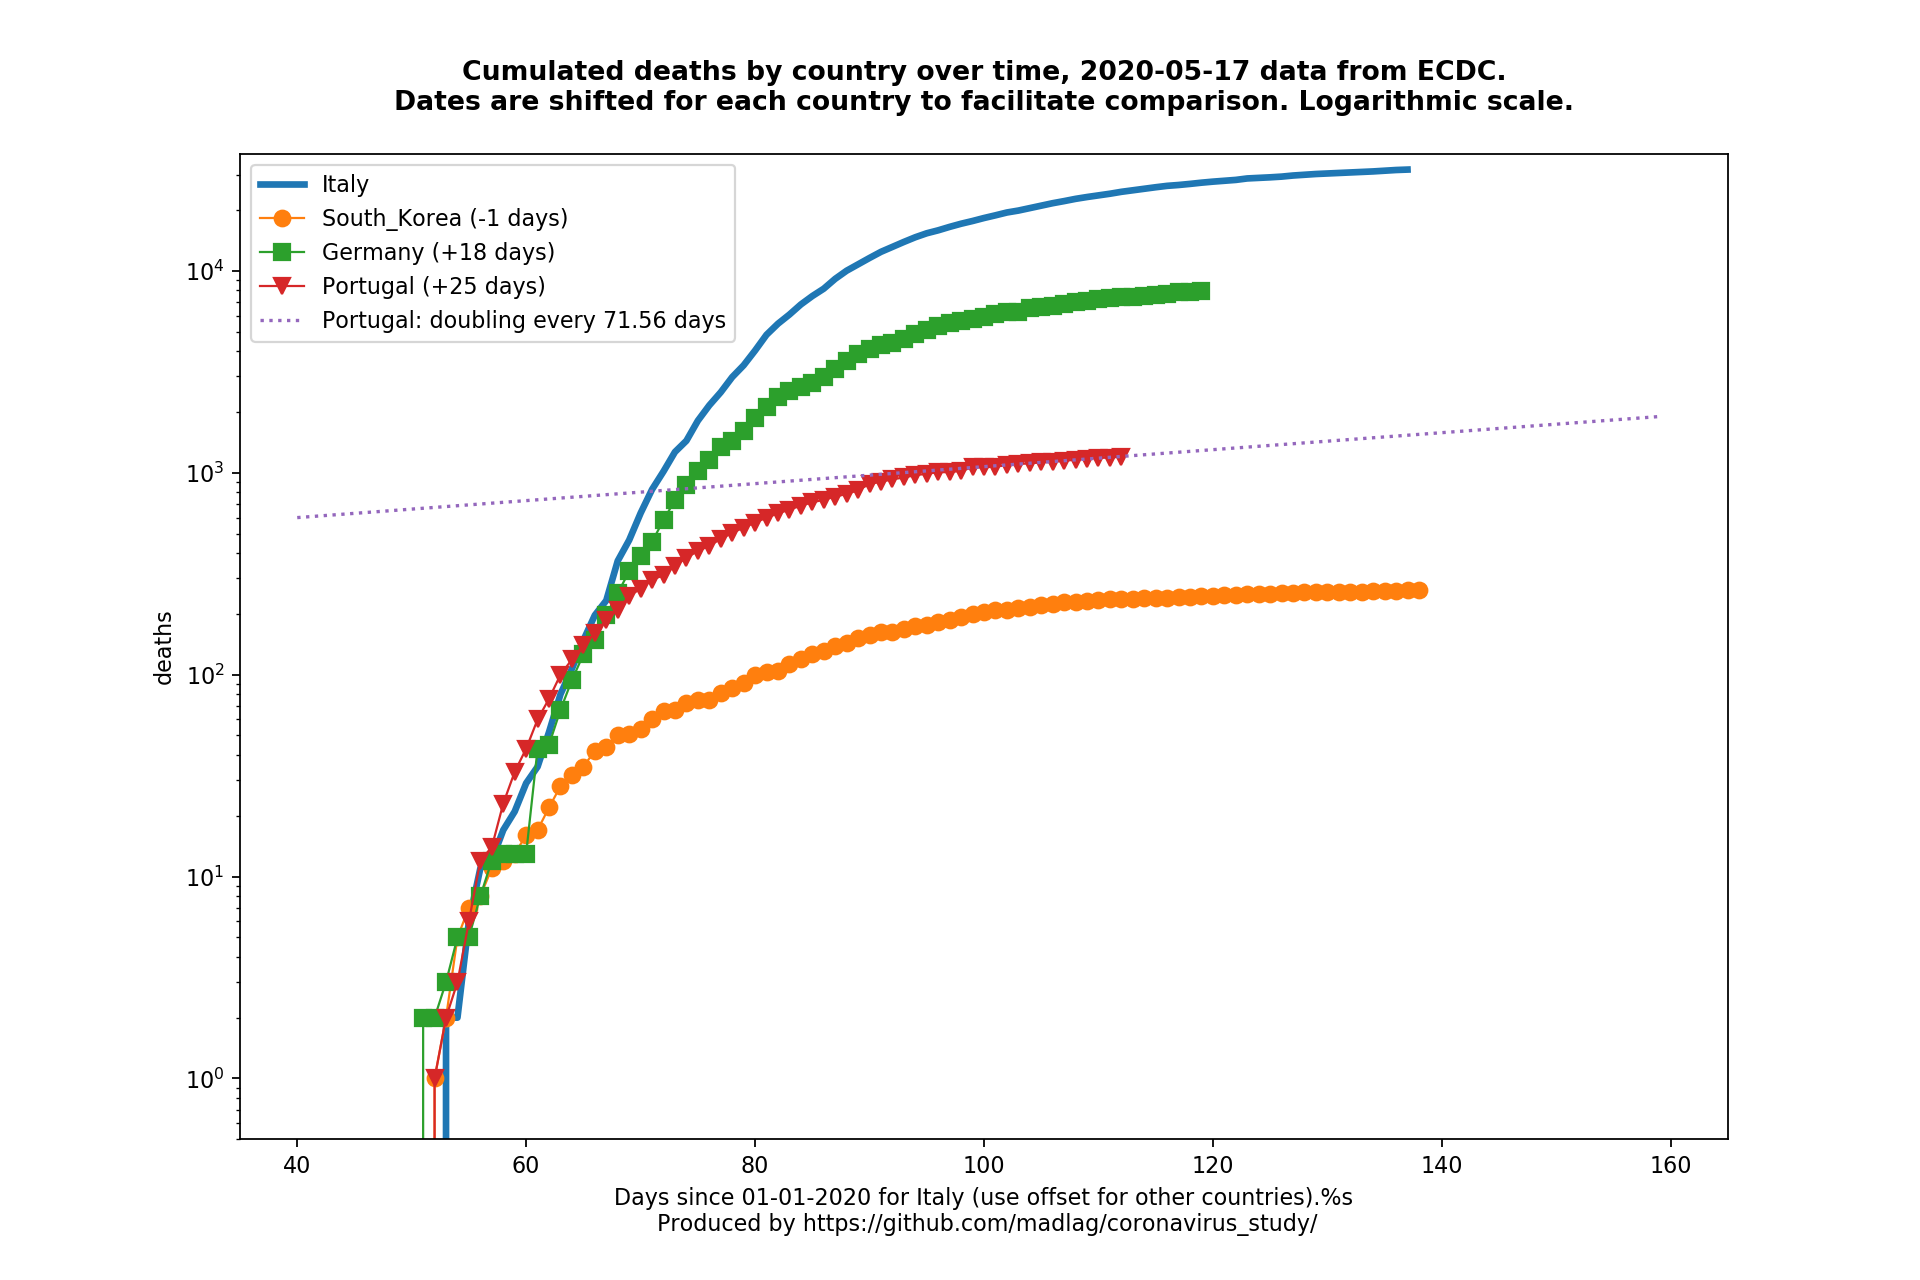 Cumulated deaths by country over time, 2020-05-17 data from ECDC.
Dates are shifted for each country to facilitate comparison. Logarithmic scale.
Italy
South_Korea (-1 days)
Germany (+18 days)
Portugal (+25 days)
Portugal: doubling every 71.56 days
deaths
10⁴
10³
10²
10¹
10⁰
40 60 80 100 120 140 160
Days since 01-01-2020 for Italy (use offset for other countries).%s
Produced by https://github.com/madlag/coronavirus_study/